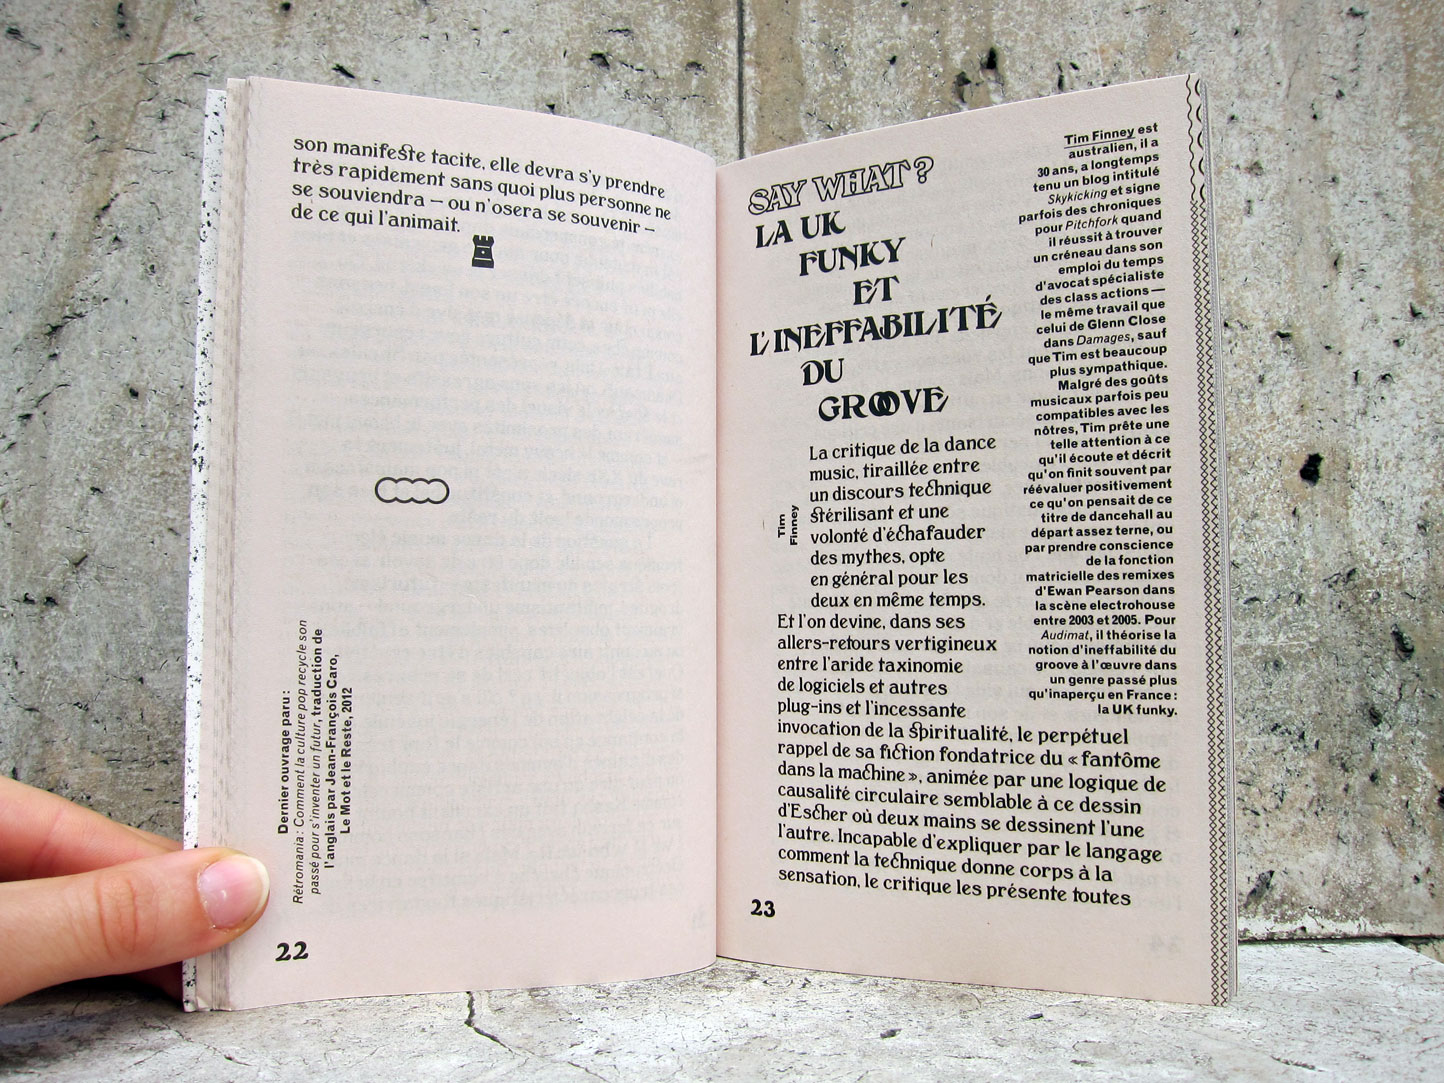 son manifeste tacite, elle devra s'y prendre
très rapidement sans quoi plus personne ne
se souviendra – ou n'osera se souvenir –
de ce qui l'animait.
Dernier ouvrage paru :
Rétromania : Comment la culture pop recycle son
passé pour s'inventer un futur, traduction de
l'anglais par Jean-François Caro,
Le Mot et le Reste, 2012
22
SAY WHAT?
LA UK
FUNKY
ET
L'INEFFABILITÉ
DU
GROOVE
Tim
Finney
La critique de la dance
music, tiraillée entre
un discours technique
stérilisant et une
volonté d'échafauder
des mythes, opte
en général pour les
deux en même temps.
Et l'on devine, dans ses
allers-retours vertigineux
entre l'aride taxinomie
de logiciels et autres
plug-ins et l'incessante
invocation de la spiritualité, le perpétuel
rappel de sa fiction fondatrice du « fantôme
dans la machine », animée par une logique de
causalité circulaire semblable à ce dessin
d'Escher où deux mains se dessinent l'une
l'autre. Incapable d'expliquer par le langage
comment la technique donne corps à la
sensation, le critique les présente toutes
Tim Finney est
australien, il a
30 ans, a longtemps
tenu un blog intitulé
Skykicking et signe
parfois des chroniques
pour Pitchfork quand
il réussit à trouver
un créneau dans son
emploi du temps
d'avocat spécialiste
des class actions —
le même travail que
celui de Glenn Close
dans Damages, sauf
que Tim est beaucoup
plus sympathique.
Malgré des goûts
musicaux parfois peu
compatibles avec les
nôtres, Tim prête une
telle attention à ce
qu'il écoute et décrit
qu'on finit souvent par
réévaluer positivement
ce qu'on pensait de ce
titre de dancehall au
départ assez terne, ou
par prendre conscience
de la fonction
matricielle des remixes
d'Ewan Pearson dans
la scène electrohouse
entre 2003 et 2005. Pour
Audimat, il théorise la
notion d'ineffabilité du
groove à l'œuvre dans
un genre passé plus
qu'inaperçu en France :
la UK funky.
23